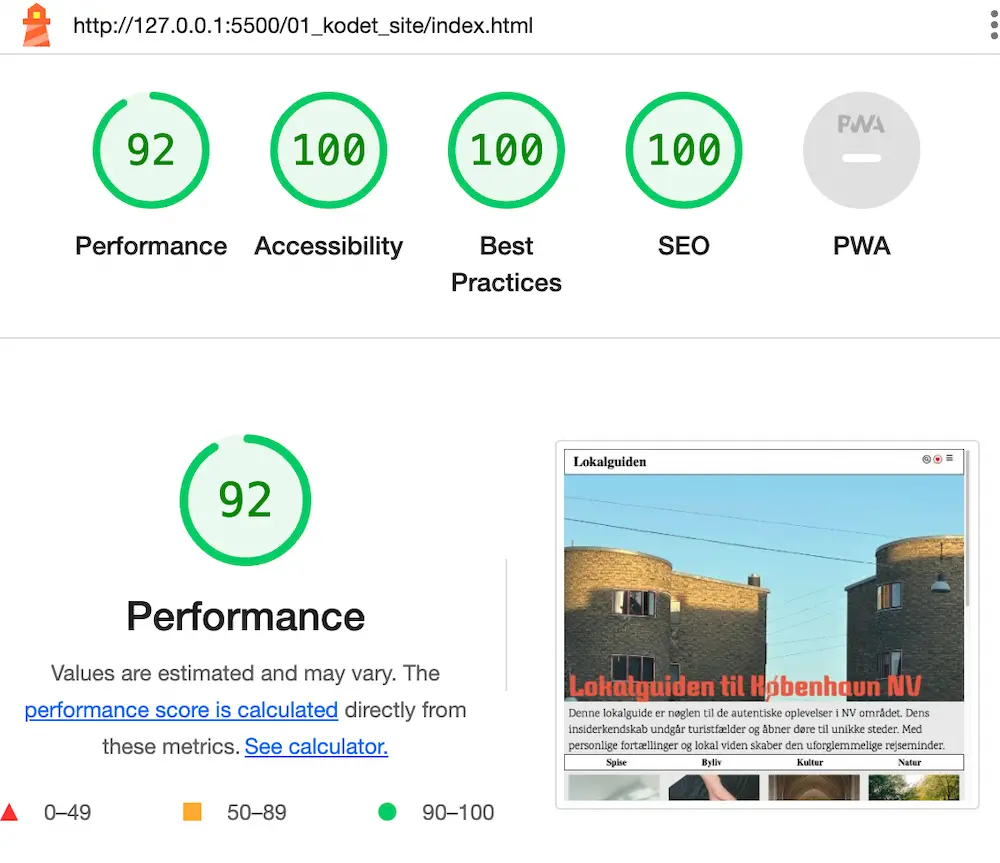 http://127.0.0.1:5500/01_kodet_site/index.html
92
100
100
100
PWA
Performance
Accessibility
Best
Practices
SEO
PWA
92
Performance
Values are estimated and may vary. The
performance score is calculated directly from
these metrics. See calculator.
0–49
50–89
90–100
Lokalguiden
Lokalguiden til København NV
Denne lokalguide er nøglen til de autentiske oplevelser i NV området. Dens
insiderkendskab undgår turistfælder og åbner døre til unikke steder. Med
personlige fortællinger og lokal viden skaber den uforglemmelige rejseminder.
Spise Byliv Kultur Natur